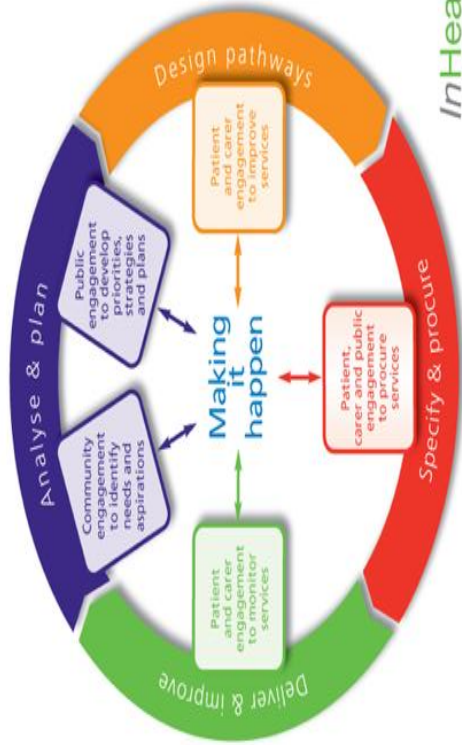 Analyse & plan
Community
engagement
to identify
needs and
aspirations
Public
engagement
to develop
priorities,
strategies
and plans
Design pathways
Patient
and carer
engagement
to improve
services
Making
it
happen
Specify & procure
Patient,
carer and public
engagement
to procure
services
Deliver & improve
Patient
and carer
engagement
to monitor
services